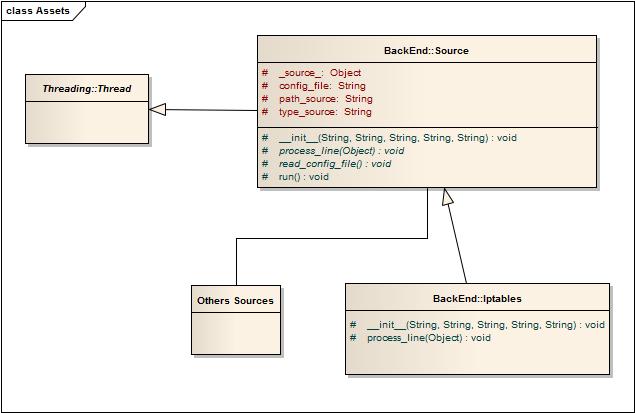 class Assets
BackEnd::Source
# _source_: Object
# config_file: String
# path_source: String
# type_source: String
# __init__(String, String, String, String, String) : void
# process_line(Object) : void
# read_config_file() : void
# run() : void
Threading::Thread
Others Sources
BackEnd::Iptables
# __init__(String, String, String, String, String) : void
# process_line(Object) : void